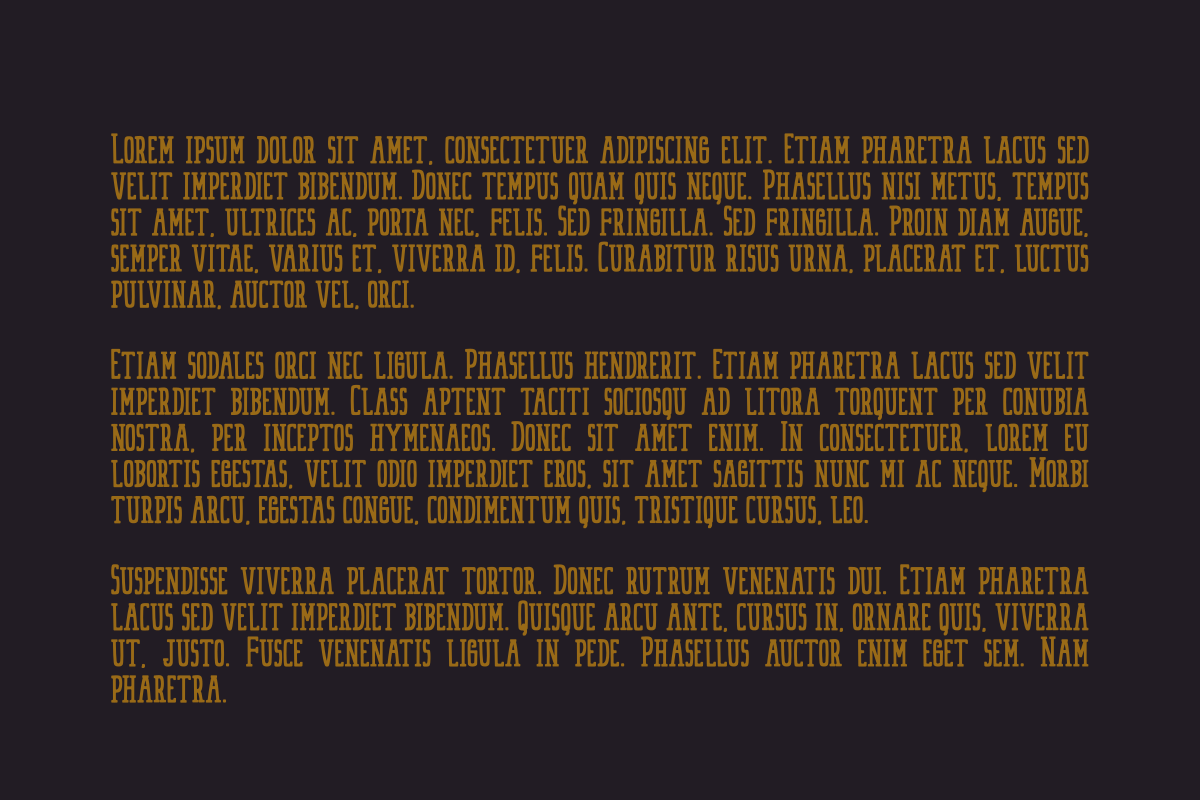 Lorem ipsum dolor sit amet, consectetuer adipiscing elit. Etiam pharetra lacus sed
velit imperdiet bibendum. Donec tempus quam quis neque. Phasellus nisi metus, tempus
sit amet, ultrices ac, porta nec, felis. Sed fringilla. Sed fringilla. Proin diam augue,
semper vitae, varius et, viverra id, felis. Curabitur risus urna, placerat et, luctus
pulvinar, auctor vel, orci.

Etiam sodales orci nec ligula. Phasellus hendrerit. Etiam pharetra lacus sed velit
imperdiet bibendum. Class aptent taciti sociosqu ad litora torquent per conubia
nostra, per inceptos hymenaeos. Donec sit amet enim. In consectetuer, lorem eu
lobortis egestas, velit odio imperdiet eros, sit amet sagittis nunc mi ac neque. Morbi
turpis arcu, egestas congue, condimentum quis, tristique cursus, leo.

Suspendisse viverra placerat tortor. Donec rutrum venenatis dui. Etiam pharetra
lacus sed velit imperdiet bibendum. Quisque arcu ante, cursus in, ornare quis, viverra
ut, justo. Fusce venenatis ligula in pede. Phasellus auctor enim eget sem. Nam
pharetra.